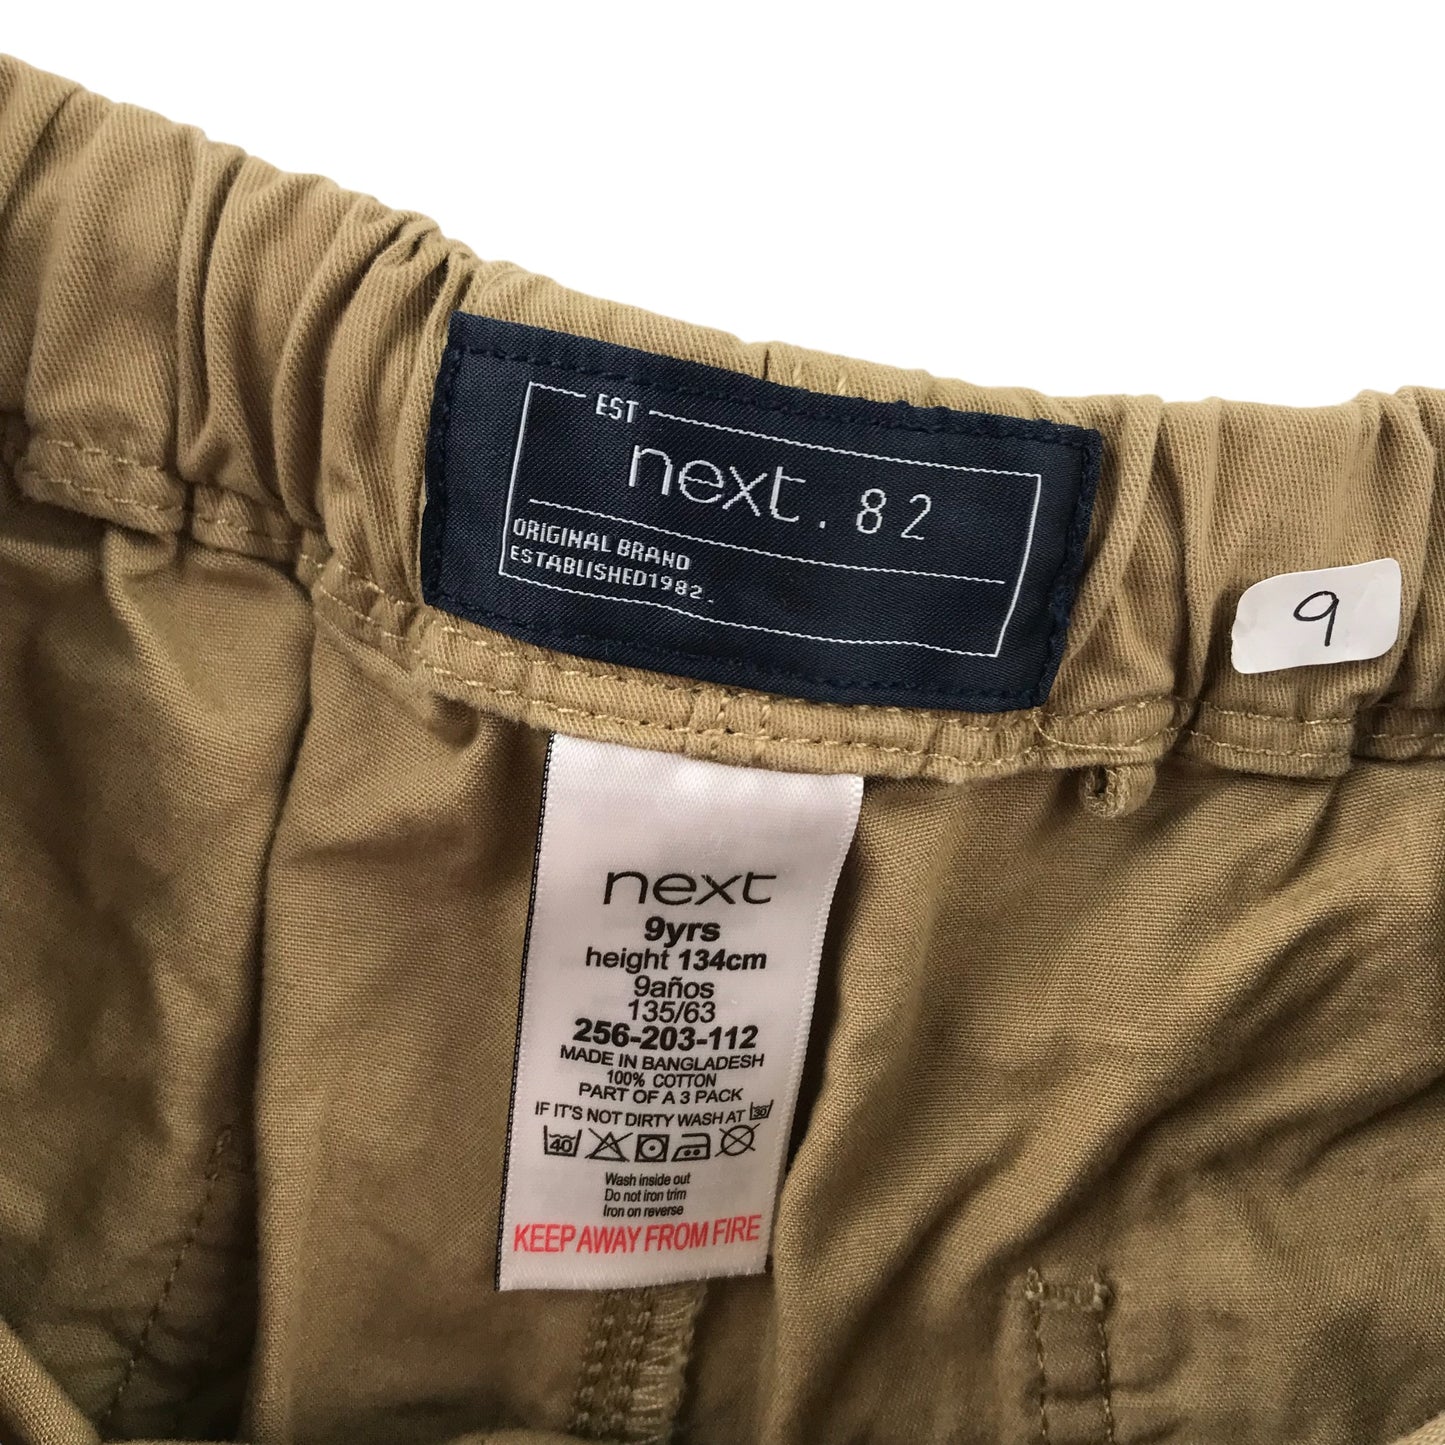 EST
next.82
ORIGINAL BRAND
ESTABLISHED1982.
9
next
9yrs
height 134cm
9años
135/63
256-203-112
MADE IN BANGLADESH
100% COTTON
PART OF A 3 PACK
IF IT'S NOT DIRTY WASH AT 30
40
Wash inside out
Do not iron trim
Iron on reverse
KEEP AWAY FROM FIRE